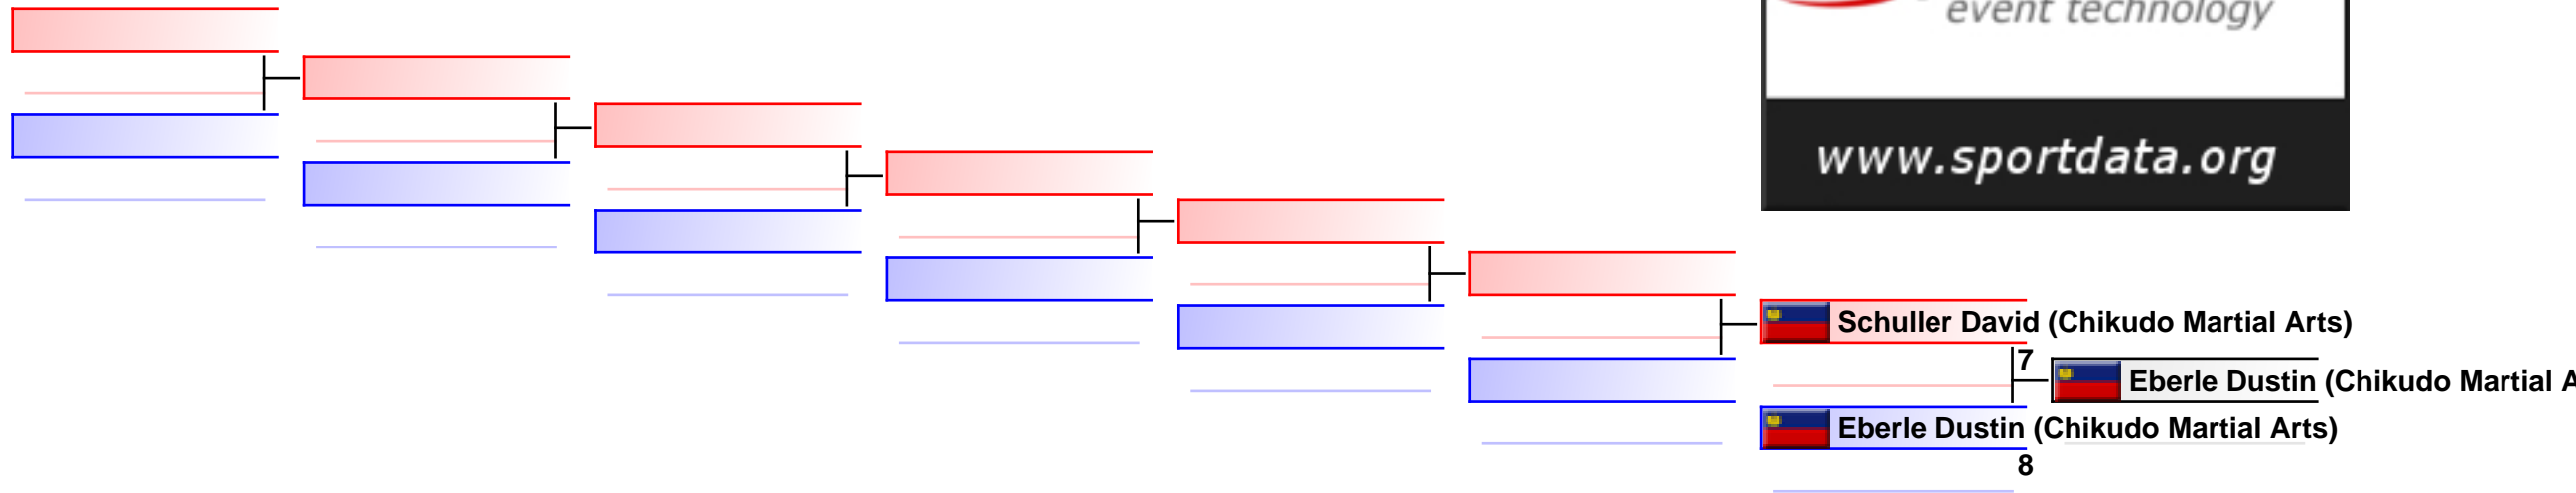 event technology
www.sportdata.org
Schuller David (Chikudo Martial Arts)
7
Eberle Dustin (Chikudo Martial A
Eberle Dustin (Chikudo Martial Arts)
8